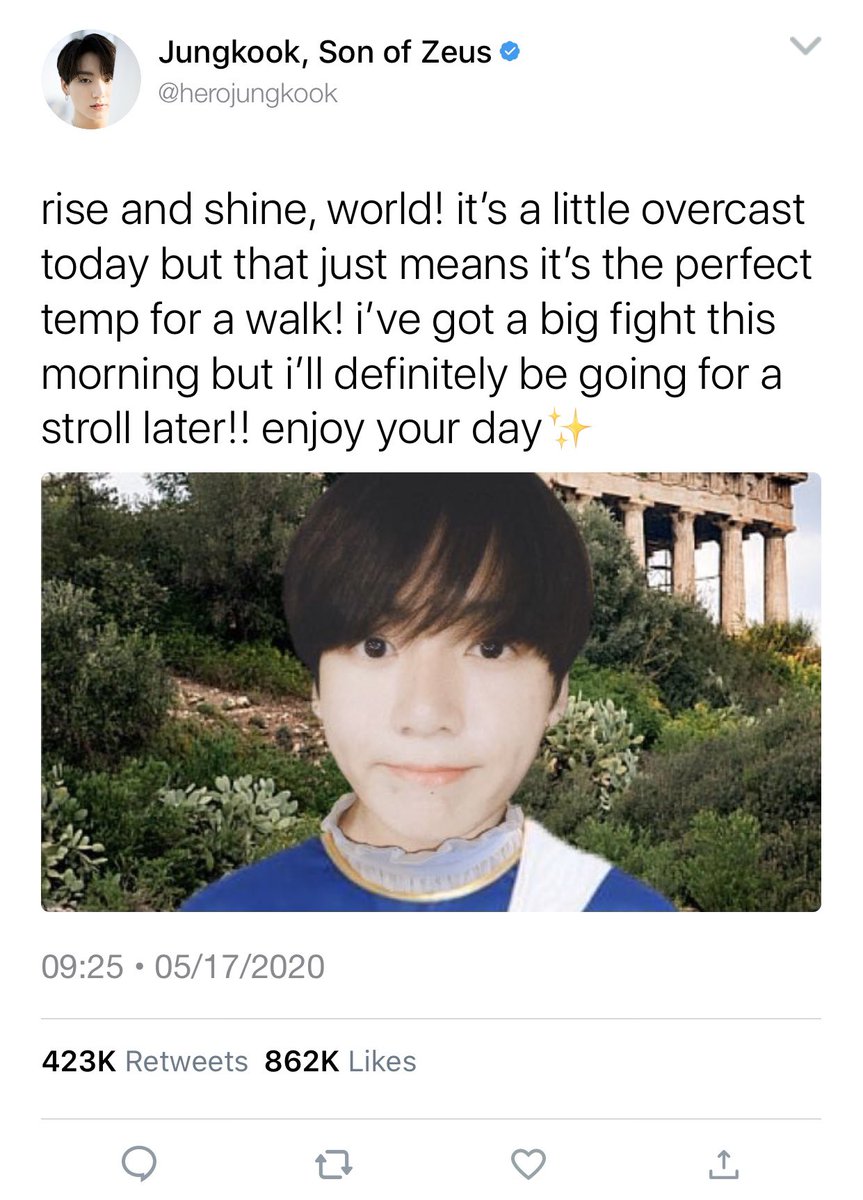 Jungkook, Son of Zeus
@herojungkook
rise and shine, world! it’s a little overcast
today but that just means it’s the perfect
temp for a walk! i’ve got a big fight this
morning but i’ll definitely be going for a
stroll later!! enjoy your day✨
09:25 • 05/17/2020
423K Retweets 862K Likes